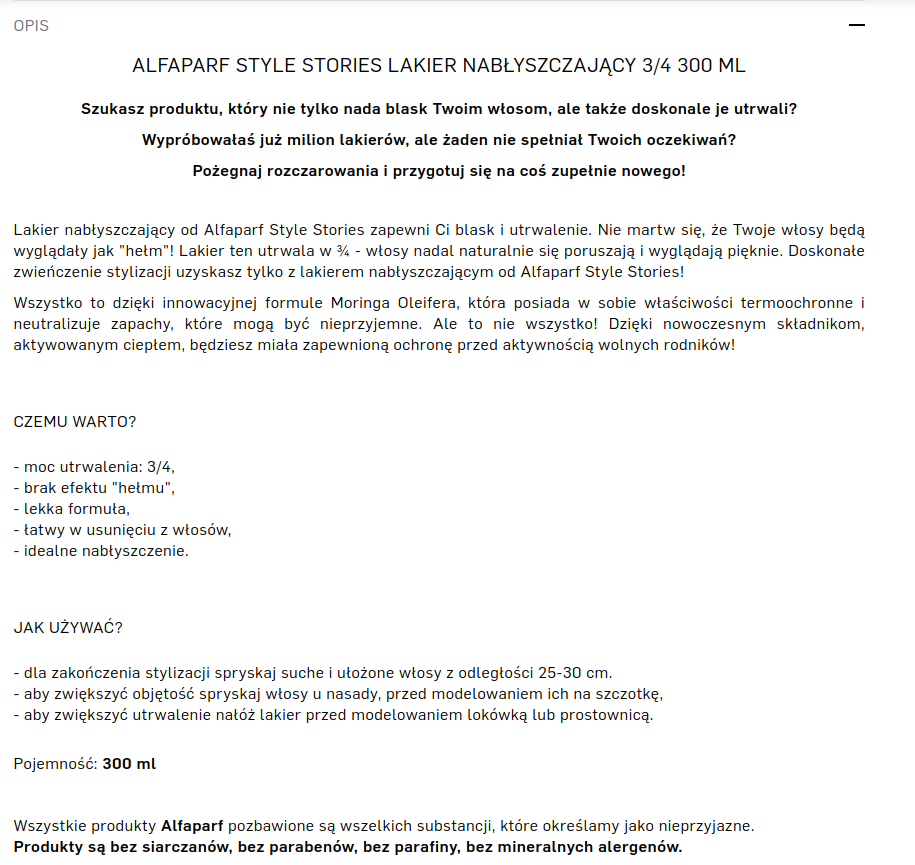 OPIS
ALFAPARF STYLE STORIES LAKIER NABŁYSZCZAJĄCY 3/4 300 ML
Szukasz produktu, który nie tylko nada blask Twoim włosom, ale także doskonale je utrwali?
Wypróbowałaś już milion lakierów, ale żaden nie spełniał Twoich oczekiwań?
Pożegnaj rozczarowania i przygotuj się na coś zupełnie nowego!
Lakier nabłyszczający od Alfaparf Style Stories zapewni Ci blask i utrwalenie. Nie martw się, że Twoje włosy będą
wyglądały jak "hełm"! Lakier ten utrwala w ¾ - włosy nadal naturalnie się poruszają i wyglądają pięknie. Doskonałe
zwieńczenie stylizacji uzyskasz tylko z lakierem nabłyszczającym od Alfaparf Style Stories!
Wszystko to dzięki innowacyjnej formule Moringa Oleifera, która posiada w sobie właściwości termoochronne i
neutralizuje zapachy, które mogą być nieprzyjemne. Ale to nie wszystko! Dzięki nowoczesnym składnikom,
aktywowanym ciepłem, będziesz miała zapewnioną ochronę przed aktywnością wolnych rodników!
CZEMU WARTO?
- moc utrwalenia: 3/4,
- brak efektu "hełmu",
- lekka formuła,
- łatwy w usunięciu z włosów,
- idealne nabłyszczenie.
JAK UŻYWAĆ?
- dla zakończenia stylizacji spryskaj suche i ułożone włosy z odległości 25-30 cm.
- aby zwiększyć objętość spryskaj włosy u nasady, przed modelowaniem ich na szczotkę,
- aby zwiększyć utrwalenie nałóż lakier przed modelowaniem lokówką lub prostownicą.
Pojemność: 300 ml
Wszystkie produkty Alfaparf pozbawione są wszelkich substancji, które określamy jako nieprzyjazne.
Produkty są bez siarczanów, bez parabenów, bez parafiny, bez mineralnych alergenów.